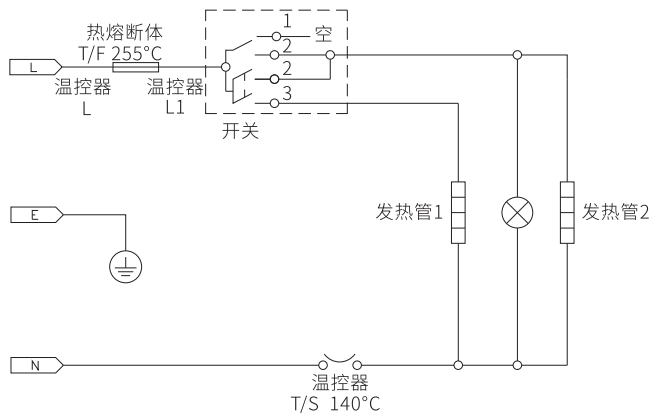 热熔断体
T/F 255°C
L
温控器
L
温控器
L1
1
空
2
2
3
开关
E
发热管1
发热管2
N
温控器
T/S 140°C